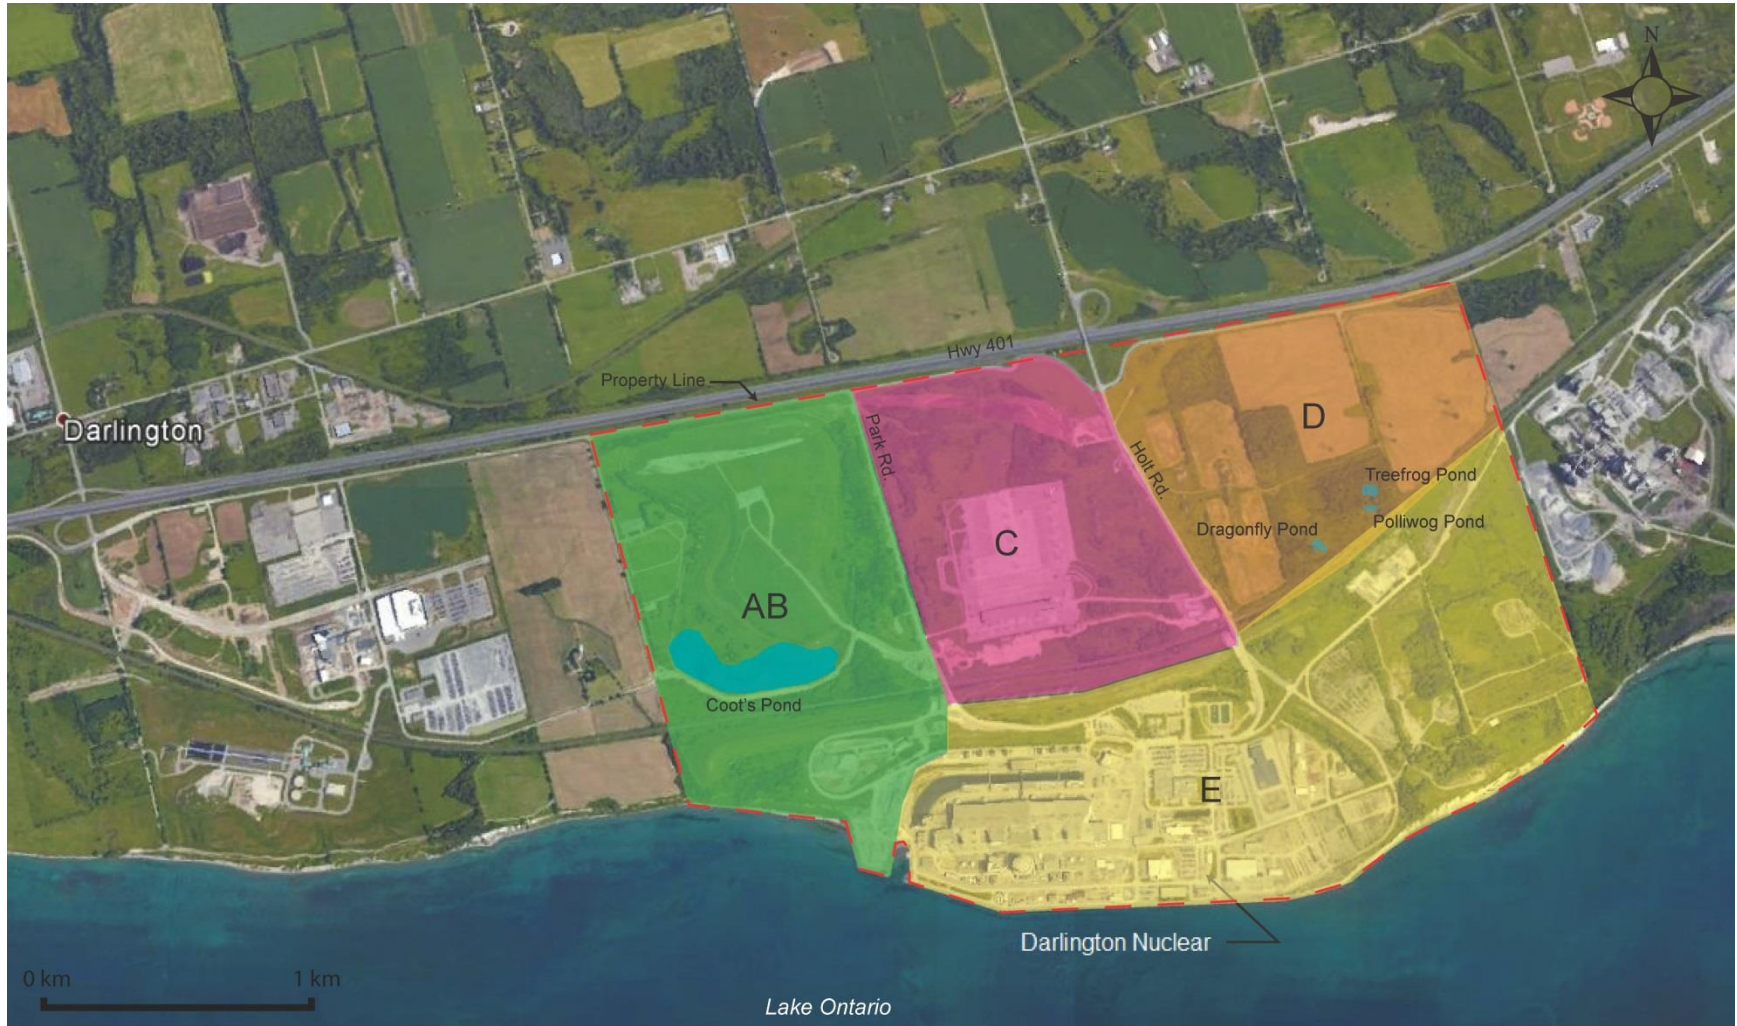 N
Hwy 401
Property Line
Darlington
Park Rd.
D
Holt Rd.
Treefrog Pond
Dragonfly Pond
Polliwog Pond
C
AB
Coot's Pond
E
Darlington Nuclear
0 km
1 km
Lake Ontario